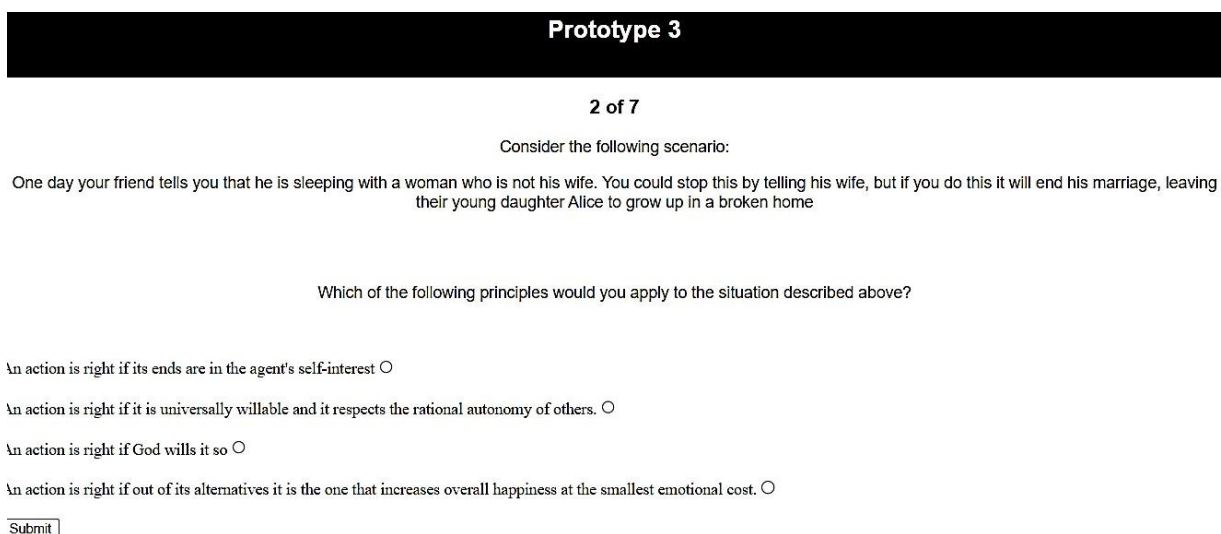 Prototype 3
2 of 7
Consider the following scenario:
One day your friend tells you that he is sleeping with a woman who is not his wife. You could stop this by telling his wife, but if you do this it will end his marriage, leaving
their young daughter Alice to grow up in a broken home
Which of the following principles would you apply to the situation described above?
An action is right if its ends are in the agent's self-interest
An action is right if it is universally willable and it respects the rational autonomy of others.
An action is right if God wills it so
An action is right if out of its alternatives it is the one that increases overall happiness at the smallest emotional cost.
Submit